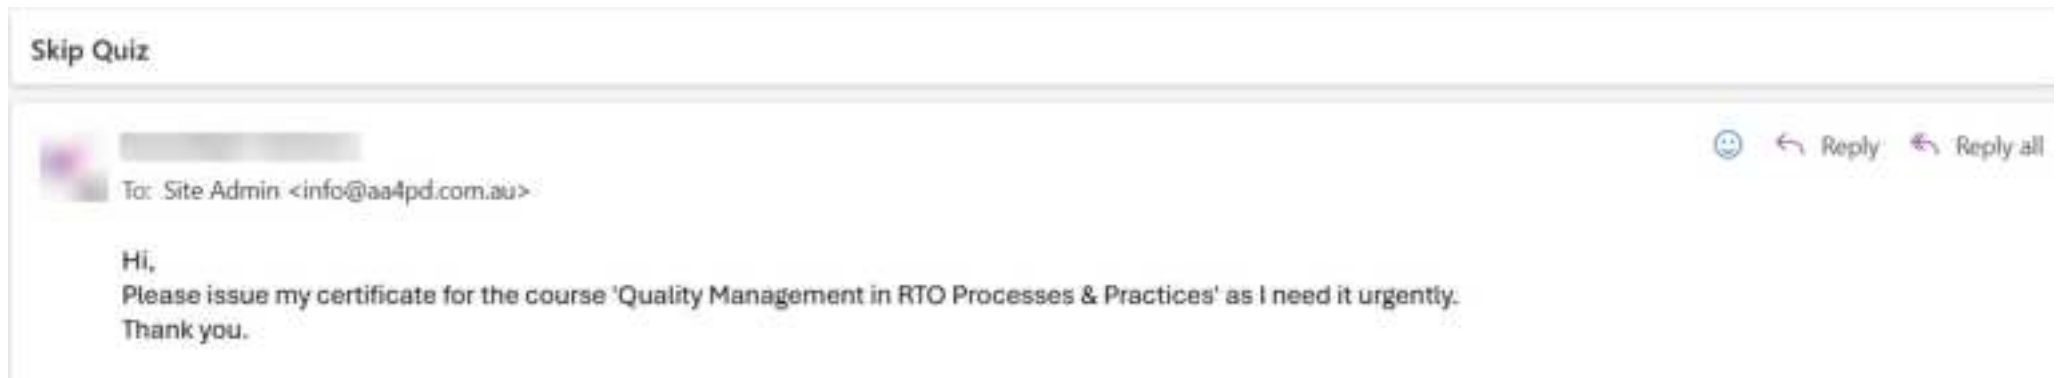 Skip Quiz
Reply
Reply all
To: Site Admin <info@aa4pd.com.au>
Hi,
Please issue my certificate for the course 'Quality Management in RTO Processes & Practices' as I need it urgently.
Thank you.